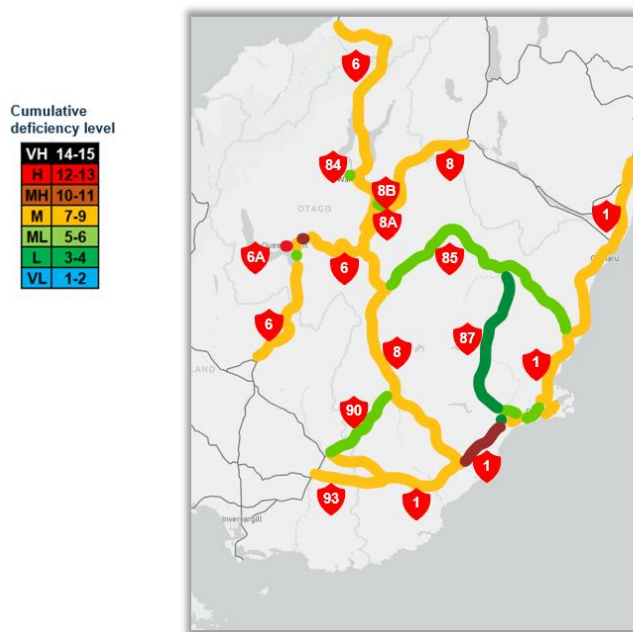 Cumulative
deficiency level
VH 14-15
H 12-13
MH 10-11
M 7-9
ML 5-6
L 3-4
VL 1-2
6
84
8B
8
8A
OTAGO
1
6A
6
85
6
87
8
1
90
1
93
1
Invercargill